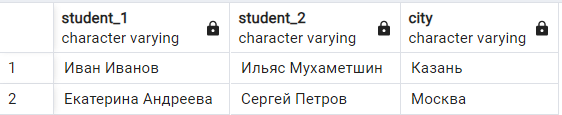 student_1 student_2 city
character varying character varying character varying
1 Иван Иванов Ильяс Мухаметшин Казань
2 Екатерина Андреева Сергей Петров Москва